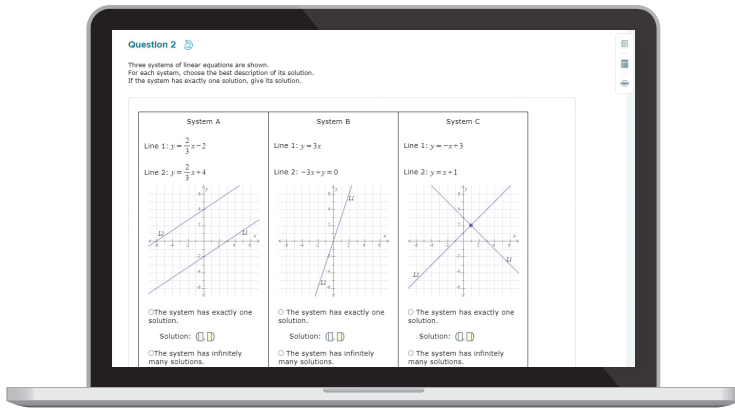 Question 2
Three systems of linear equations are shown.
For each system, choose the best description of its solution.
If the system has exactly one solution, give its solution.
System A
System B
System C
Line 1: y = 2/3 x − 2
Line 1: y = 3x
Line 1: y = −x + 3
Line 2: y = 2/3 x + 4
Line 2: −3x + y = 0
Line 2: y = x + 1
L2
L1
L1
L2
L1
L2
The system has exactly one
solution.
The system has exactly one
solution.
The system has exactly one
solution.
Solution: (▯, ▯)
Solution: (▯, ▯)
Solution: (▯, ▯)
The system has infinitely
many solutions.
The system has infinitely
many solutions.
The system has infinitely
many solutions.